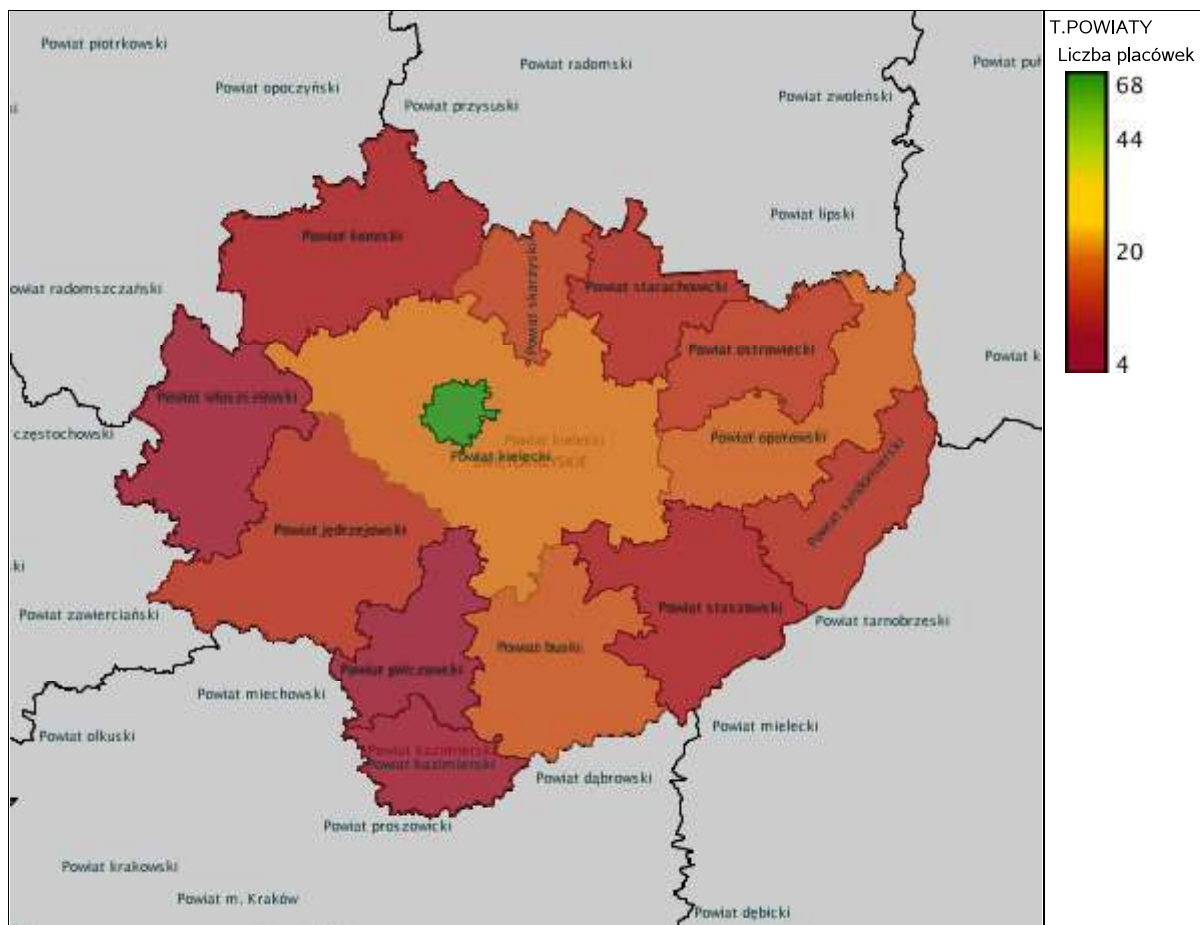 T.POWIATY
Liczba placówek
68
44
20
4
Powiat piotrkowski
Powiat radomski
Powiat opoczyński
Powiat przysuski
Powiat zwoleński
Powiat lipski
Powiat konecki
Powiat skarżyski
Powiat starachowicki
Powiat ostrowiecki
Powiat włoszczowski
Powiat opatowski
Powiat kielecki
Powiat kielecki
Powiat sandomierski
Powiat jędrzejowski
Powiat staszowski
Powiat zawierciański
Powiat tarnobrzeski
Powiat buski
Powiat pińczowski
Powiat miechowski
Powiat mielecki
Powiat olkuski
Powiat kazimierski
Powiat kazimierski
Powiat dąbrowski
Powiat proszowicki
Powiat krakowski
Powiat m. Kraków
Powiat dębicki